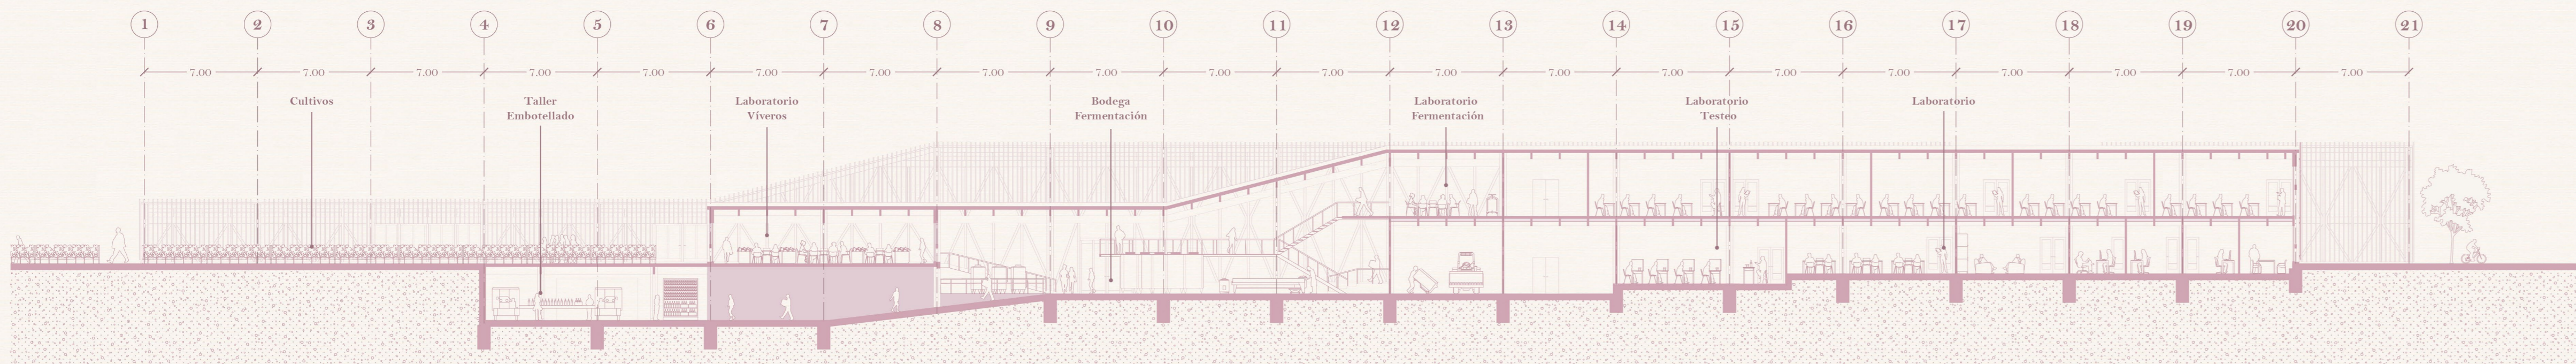 1 2 3 4 5 6 7 8 9 10 11 12 13 14 15 16 17 18 19 20 21
7.00 7.00 7.00 7.00 7.00 7.00 7.00 7.00 7.00 7.00 7.00 7.00 7.00 7.00 7.00 7.00 7.00 7.00 7.00 7.00
Cultivos
Taller
Embotellado
Laboratorio
Víveros
Bodega
Fermentación
Laboratorio
Fermentación
Laboratorio
Testeo
Laboratorio